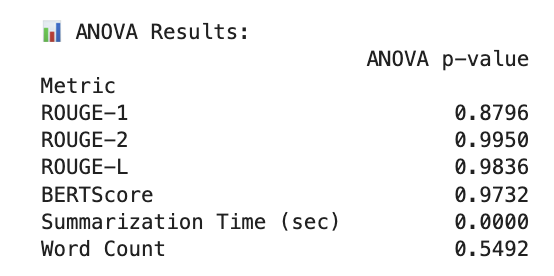 📊 ANOVA Results:
ANOVA p-value
Metric
ROUGE-1 0.8796
ROUGE-2 0.9950
ROUGE-L 0.9836
BERTScore 0.9732
Summarization Time (sec) 0.0000
Word Count 0.5492